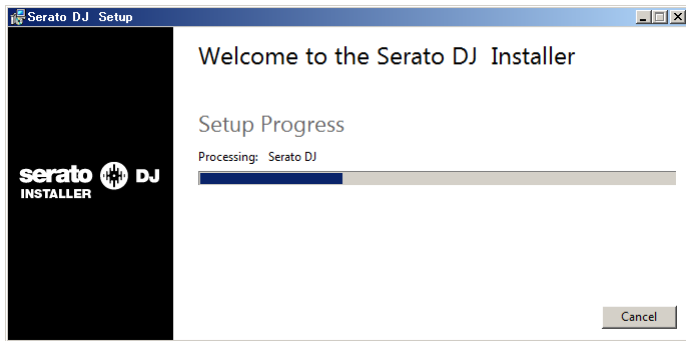 Serato DJ Setup
Welcome to the Serato DJ Installer
Setup Progress
Processing: Serato DJ
serato DJ
INSTALLER
Cancel